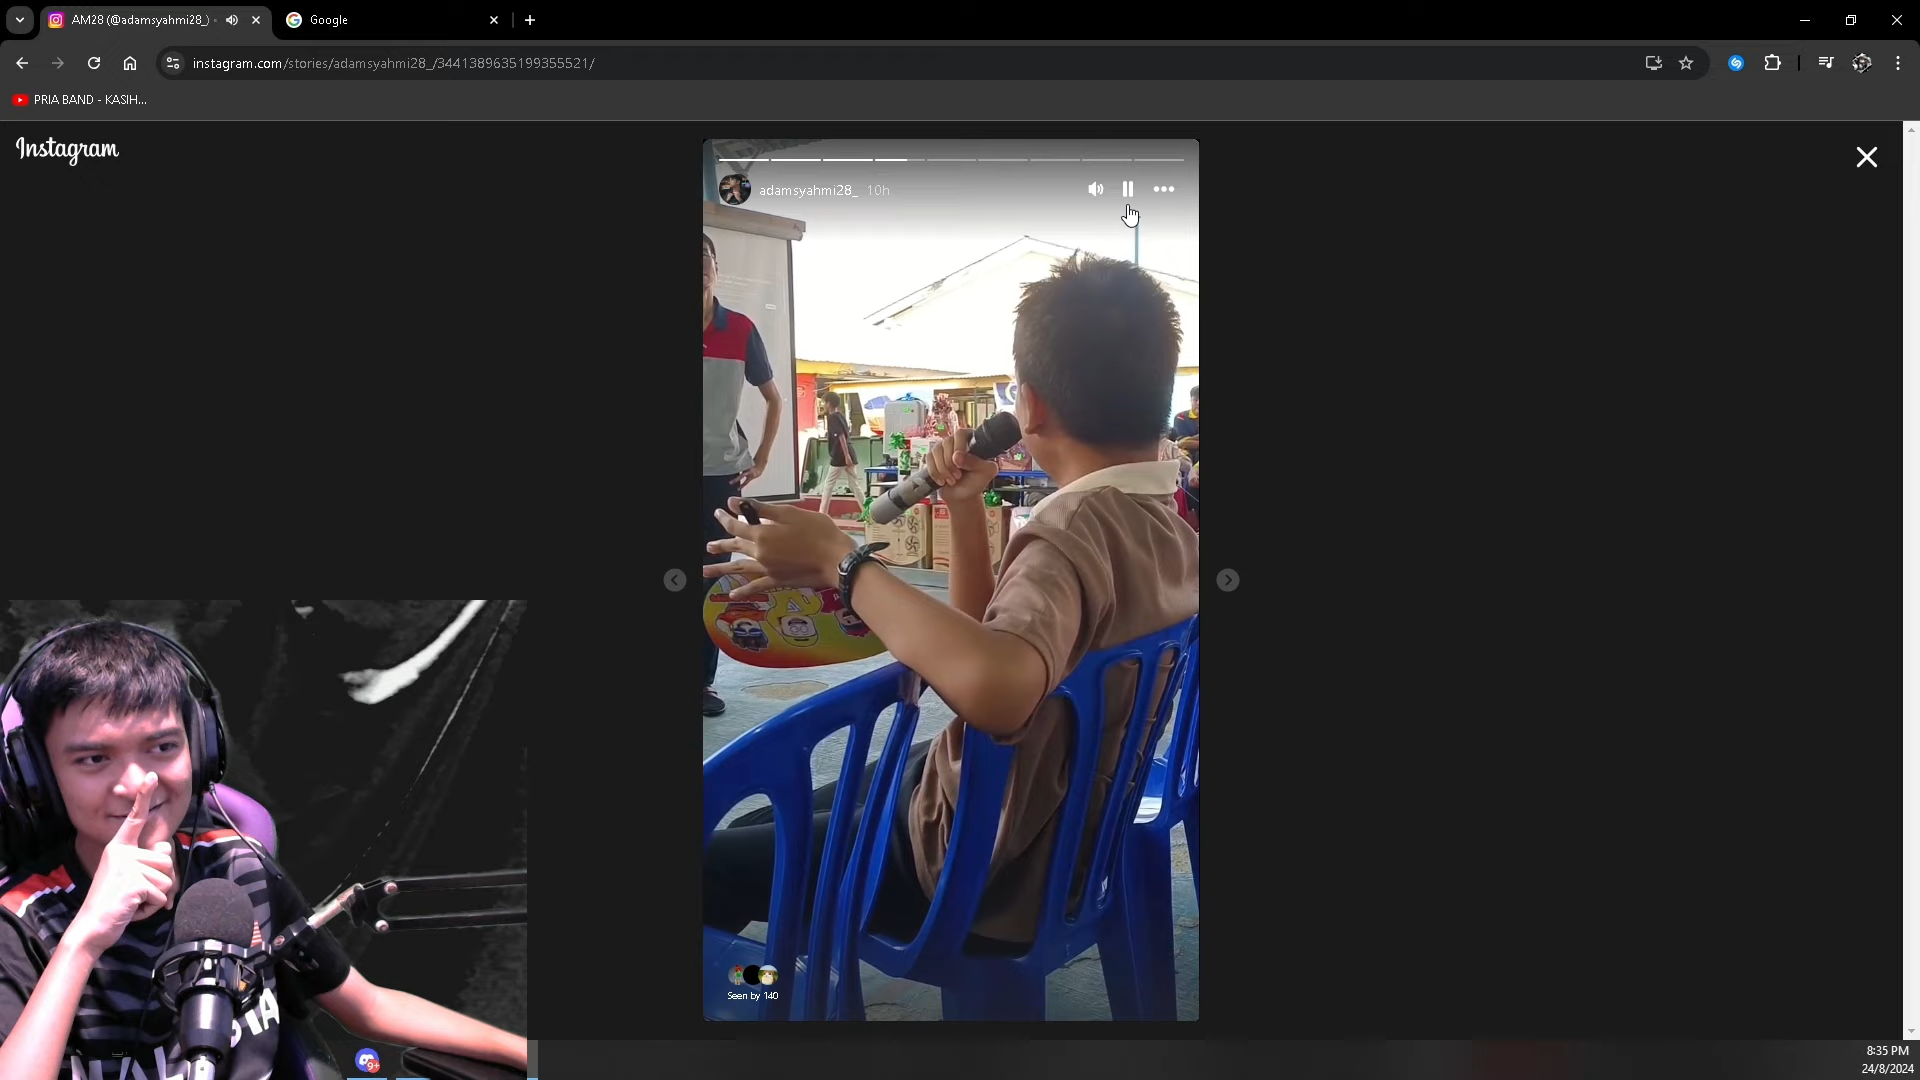 AM28 (@adamsyahmi28_) •
Google
instagram.com/stories/adamsyahmi28_/3441389635199355521/
PRIA BAND - KASIH...
Instagram
adamsyahmi28_ 10h
Seen by 140
9+
8:35 PM
24/8/2024